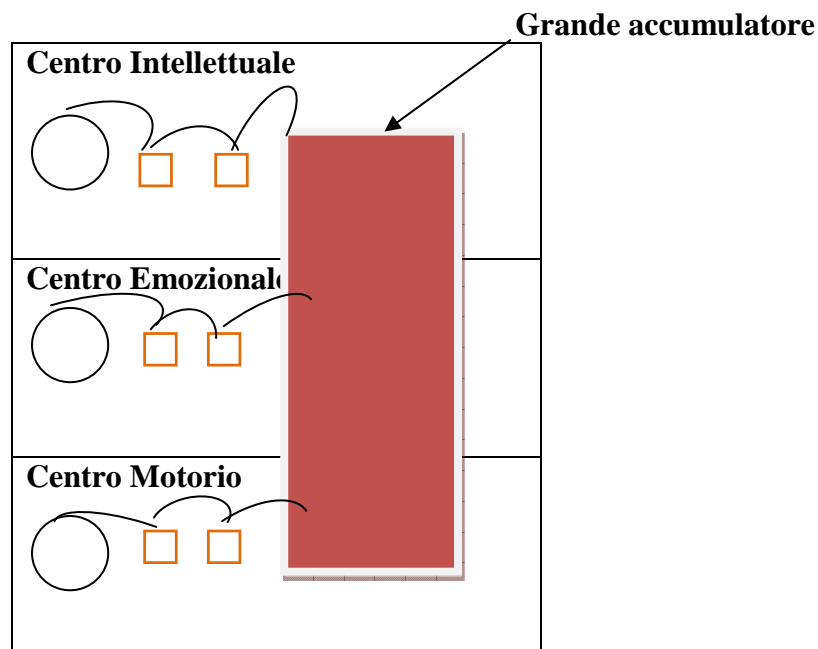 Grande accumulatore
Centro Intellettuale
Centro Emozionale
Centro Motorio